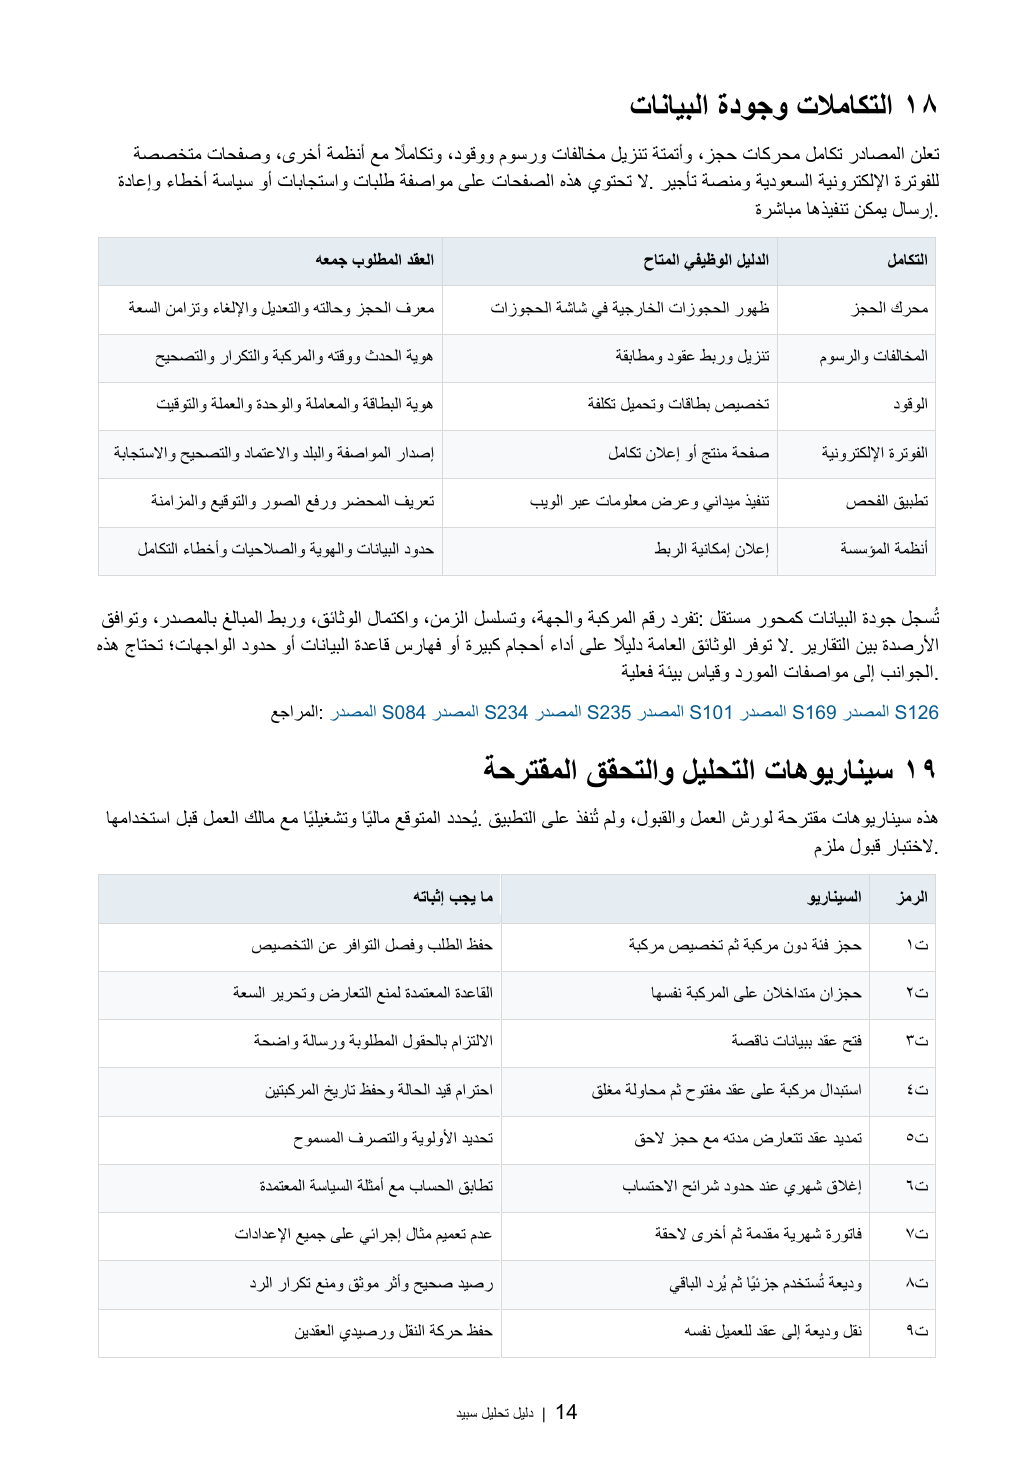 ١٨ التكاملات وجودة البيانات
تعلن المصادر تكامل محركات حجز، وأتمتة تنزيل مخالفات ورسوم ووقود، وتكاملًا مع أنظمة أخرى، وصفحات متخصصة
للفوترة الإلكترونية السعودية ومنصة تأجير. لا تحتوي هذه الصفحات على مواصفة طلبات واستجابات أو سياسة أخطاء وإعادة
إرسال يمكن تنفيذها مباشرة.
التكامل	الدليل الوظيفي المتاح	العقد المطلوب جمعه
محرك الحجز	ظهور الحجوزات الخارجية في شاشة الحجوزات	معرف الحجز وحالته والتعديل والإلغاء وتزامن السعة
المخالفات والرسوم	تنزيل وربط عقود ومطابقة	هوية الحدث ووقته والمركبة والتكرار والتصحيح
الوقود	تخصيص بطاقات وتحميل تكلفة	هوية البطاقة والمعاملة والوحدة والعملة والتوقيت
الفوترة الإلكترونية	صفحة منتج أو إعلان تكامل	إصدار المواصفة والبلد والاعتماد والتصحيح والاستجابة
تطبيق الفحص	تنفيذ ميداني وعرض معلومات عبر الويب	تعريف المحضر ورفع الصور والتوقيع والمزامنة
أنظمة المؤسسة	إعلان إمكانية الربط	حدود البيانات والهوية والصلاحيات وأخطاء التكامل
تُسجل جودة البيانات كمحور مستقل: تفرد رقم المركبة والجهة، وتسلسل الزمن، واكتمال الوثائق، وربط المبالغ بالمصدر، وتوافق
الأرصدة بين التقارير. لا توفر الوثائق العامة دليلًا على أداء أحجام كبيرة أو فهارس قاعدة البيانات أو حدود الواجهات؛ تحتاج هذه
الجوانب إلى مواصفات المورد وقياس بيئة فعلية.
المراجع: المصدر S084 المصدر S234 المصدر S235 المصدر S101 المصدر S169 المصدر S126
١٩ سيناريوهات التحليل والتحقق المقترحة
هذه سيناريوهات مقترحة لورش العمل والقبول، ولم تُنفذ على التطبيق. يُحدد المتوقع ماليًا وتشغيليًا مع مالك العمل قبل استخدامها
لاختبار قبول ملزم.
الرمز	السيناريو	ما يجب إثباته
ت١	حجز فئة دون مركبة ثم تخصيص مركبة	حفظ الطلب وفصل التوافر عن التخصيص
ت٢	حجزان متداخلان على المركبة نفسها	القاعدة المعتمدة لمنع التعارض وتحرير السعة
ت٣	فتح عقد ببيانات ناقصة	الالتزام بالحقول المطلوبة ورسالة واضحة
ت٤	استبدال مركبة على عقد مفتوح ثم محاولة مغلق	احترام قيد الحالة وحفظ تاريخ المركبتين
ت٥	تمديد عقد تتعارض مدته مع حجز لاحق	تحديد الأولوية والتصرف المسموح
ت٦	إغلاق شهري عند حدود شرائح الاحتساب	تطابق الحساب مع أمثلة السياسة المعتمدة
ت٧	فاتورة شهرية مقدمة ثم أخرى لاحقة	عدم تعميم مثال إجرائي على جميع الإعدادات
ت٨	وديعة تُستخدم جزئيًا ثم يُرد الباقي	رصيد صحيح وأثر موثق ومنع تكرار الرد
ت٩	نقل وديعة إلى عقد للعميل نفسه	حفظ حركة النقل ورصيدي العقدين
دليل تحليل سبيد | 14